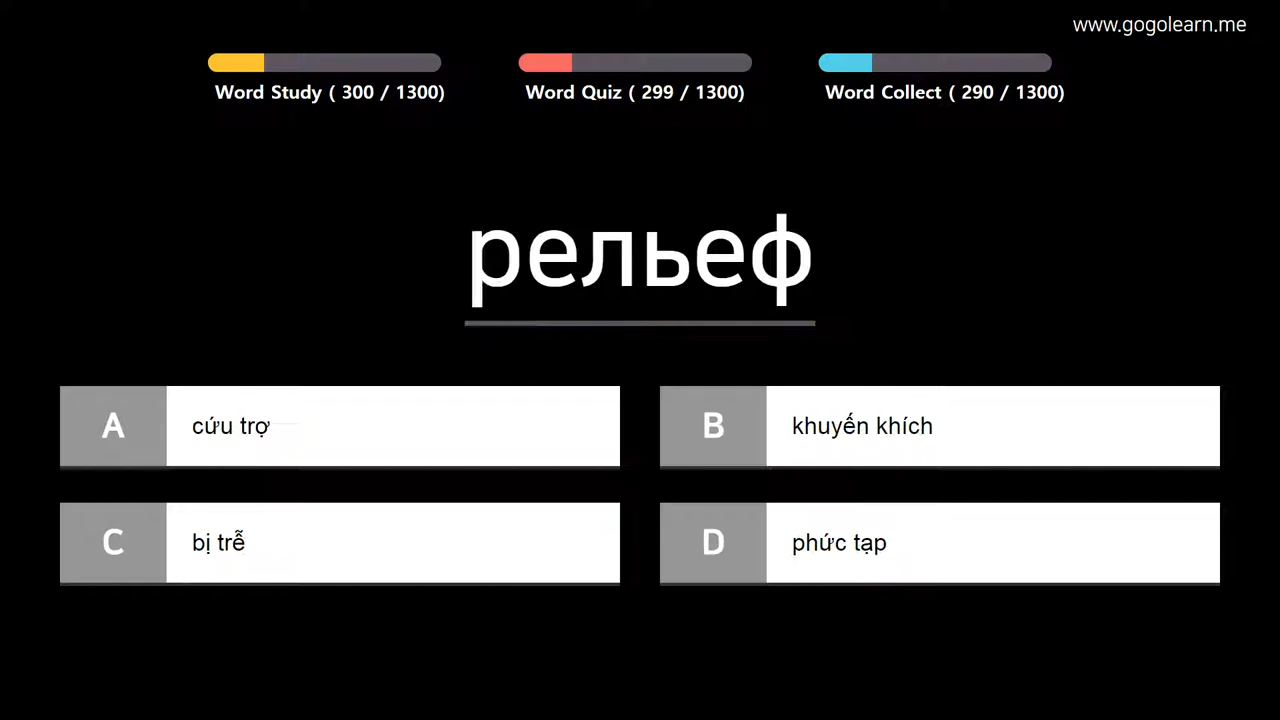 www.gogolearn.me
Word Study ( 300 / 1300)
Word Quiz ( 299 / 1300)
Word Collect ( 290 / 1300)
рельеф
A cứu trợ
B khuyến khích
C bị trễ
D phức tạp